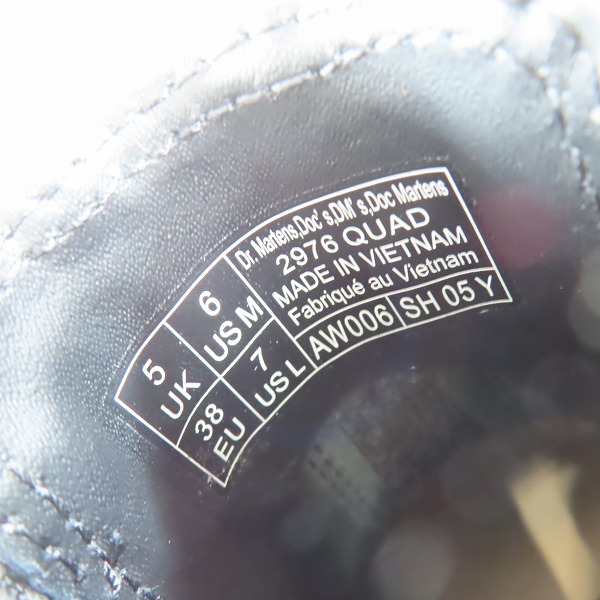 5
UK
6
US M
38
EU
7
US L
Dr. Martens,Doc' s,DM' s,Doc Martens
2976 QUAD
MADE IN VIETNAM
Fabriqué au Vietnam
AW006
SH 05 Y